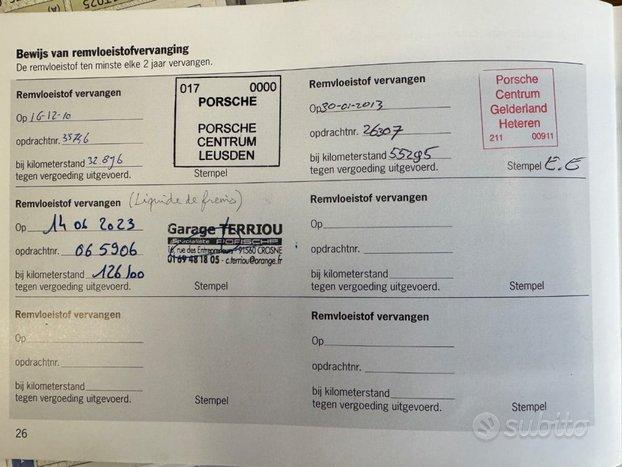 Bewijs van remvloeistofvervanging
De remvloeistof ten minste elke 2 jaar vervangen.
Remvloeistof vervangen
Op 16-12-10
opdrachtnr. 35746
bij kilometerstand 32 896
tegen vergoeding uitgevoerd.
017 0000
PORSCHE
PORSCHE
CENTRUM
LEUSDEN
Stempel
Remvloeistof vervangen
Op 30-01-2013
opdrachtnr. 26307
bij kilometerstand 55295
tegen vergoeding uitgevoerd.
Porsche
Centrum
Gelderland
Heteren
211 00911
Stempel E.E
Remvloeistof vervangen (Liquide de freins)
Op 14 06 2023
opdrachtnr. 065906
bij kilometerstand 126100
tegen vergoeding uitgevoerd.
Garage TERRIOU
Spécialiste PORSCHE
rue des Entrepreneurs 91560 CROSNE
01 69 48 18 05 - c.terriou@orange.fr
Stempel
Remvloeistof vervangen
Op
opdrachtnr.
bij kilometerstand
tegen vergoeding uitgevoerd.
Stempel
Remvloeistof vervangen
Op
opdrachtnr.
bij kilometerstand
tegen vergoeding uitgevoerd.
Stempel
Remvloeistof vervangen
Op
opdrachtnr.
bij kilometerstand
tegen vergoeding uitgevoerd.
Stempel
26
subito